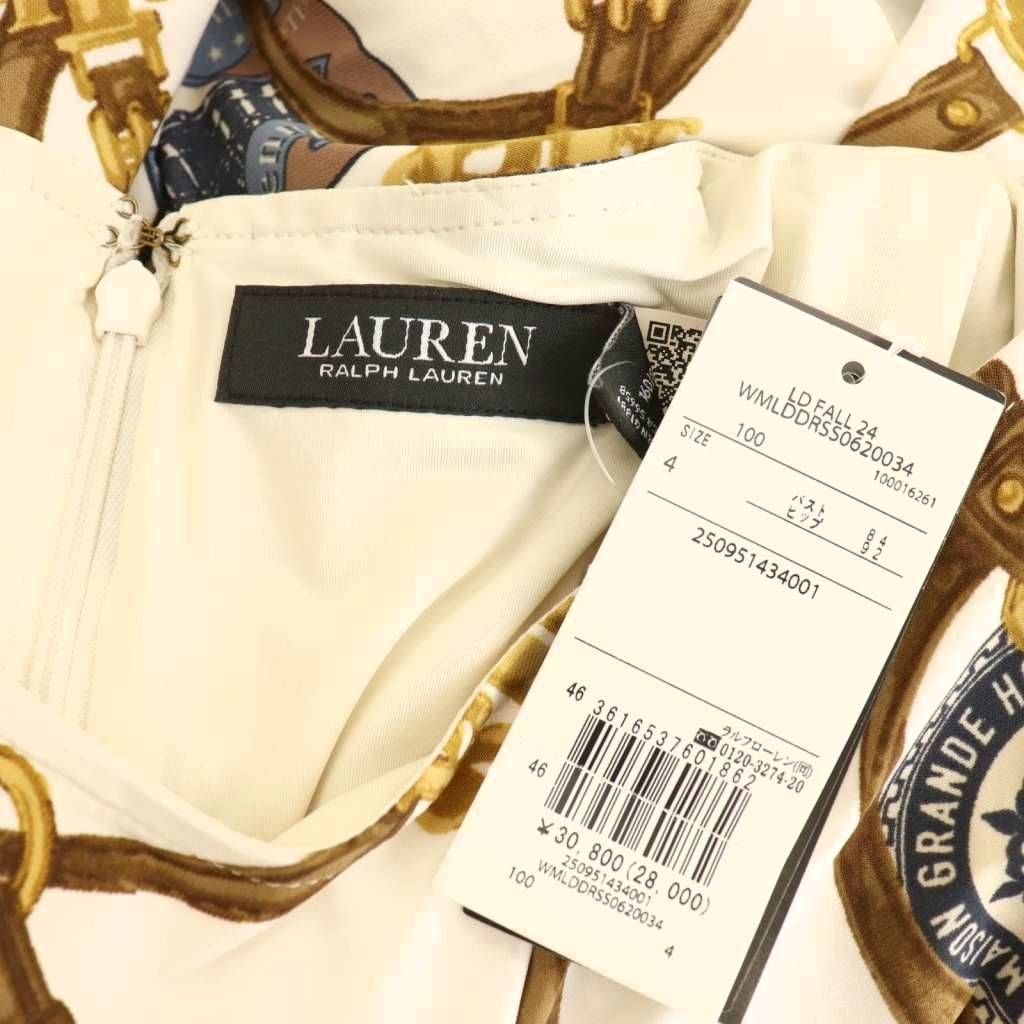 LAUREN
RALPH LAUREN
160/
LD FALL 24
WMLDDRSS0620034
100016261
SIZE 100
4
バスト 84
ヒップ 92
250951434001
ラルフローレン(同)
0120-3274-20
46
3616537601862
46
¥30,800(28,000)
250951434001
WMLDDRSS0620034
100
4
MAISON GRANDE H